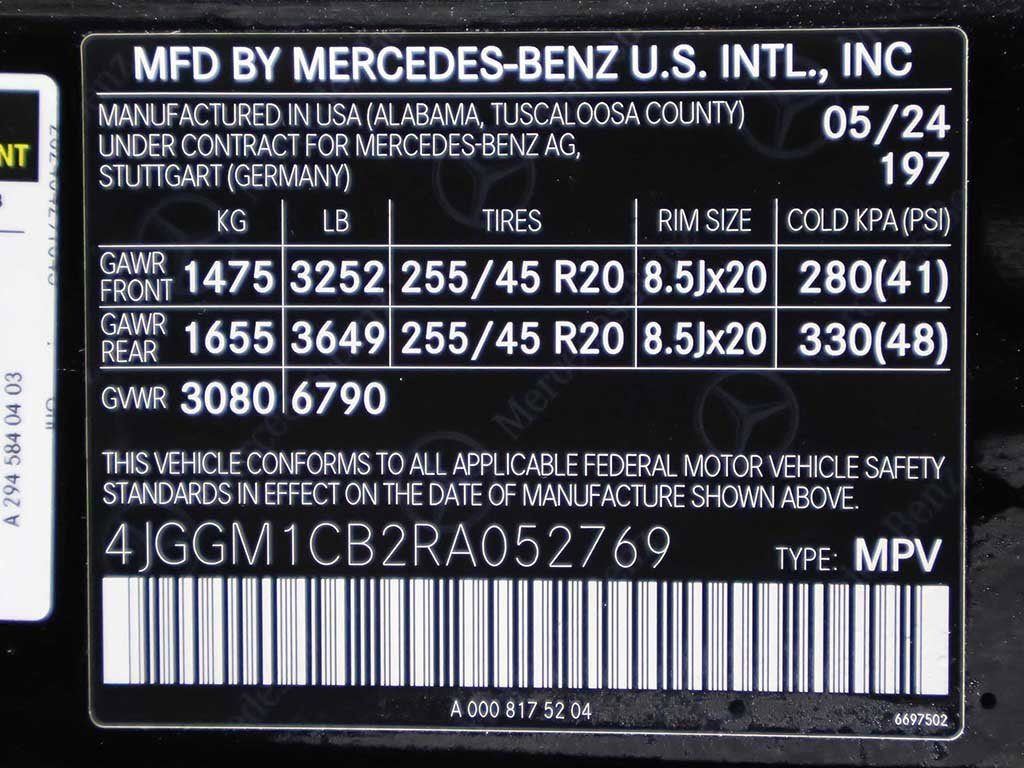 MFD BY MERCEDES-BENZ U.S. INTL., INC
MANUFACTURED IN USA (ALABAMA, TUSCALOOSA COUNTY) 05/24
UNDER CONTRACT FOR MERCEDES-BENZ AG, 197
STUTTGART (GERMANY)
KG LB TIRES RIM SIZE COLD KPA (PSI)
GAWR FRONT 1475 3252 255/45 R20 8.5Jx20 280(41)
GAWR REAR 1655 3649 255/45 R20 8.5Jx20 330(48)
GVWR 3080 6790
THIS VEHICLE CONFORMS TO ALL APPLICABLE FEDERAL MOTOR VEHICLE SAFETY
STANDARDS IN EFFECT ON THE DATE OF MANUFACTURE SHOWN ABOVE.
4JGGM1CB2RA052769 TYPE: MPV
A 000 817 52 04
6697502
NT
A 294 584 04 03